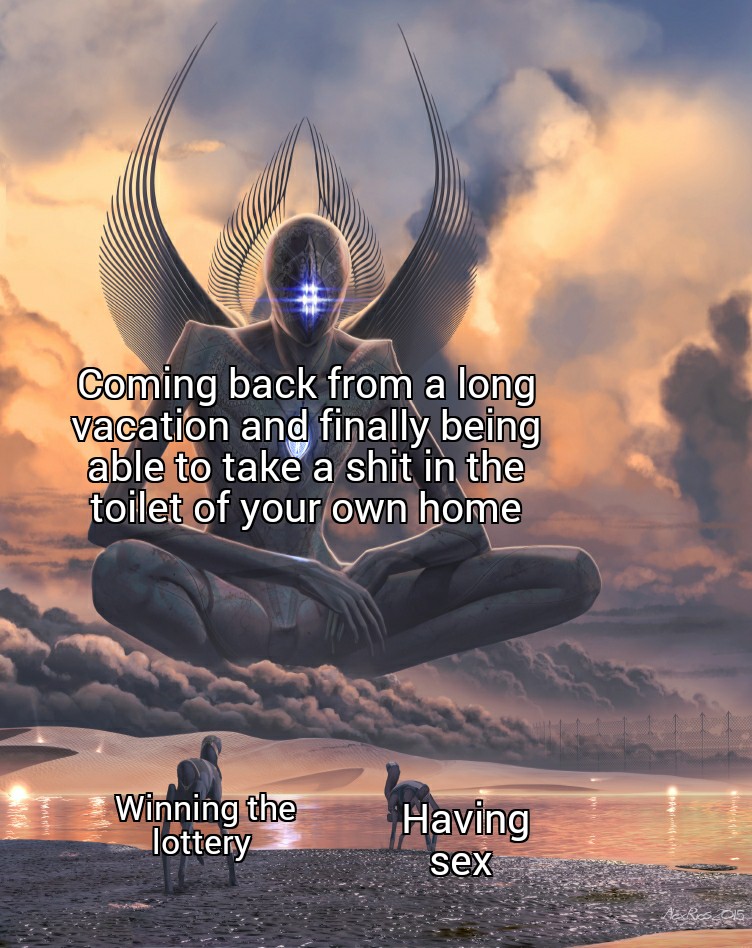 Coming back from a long
vacation and finally being
able to take a shit in the
toilet of your own home
Winning the
lottery
Having
sex